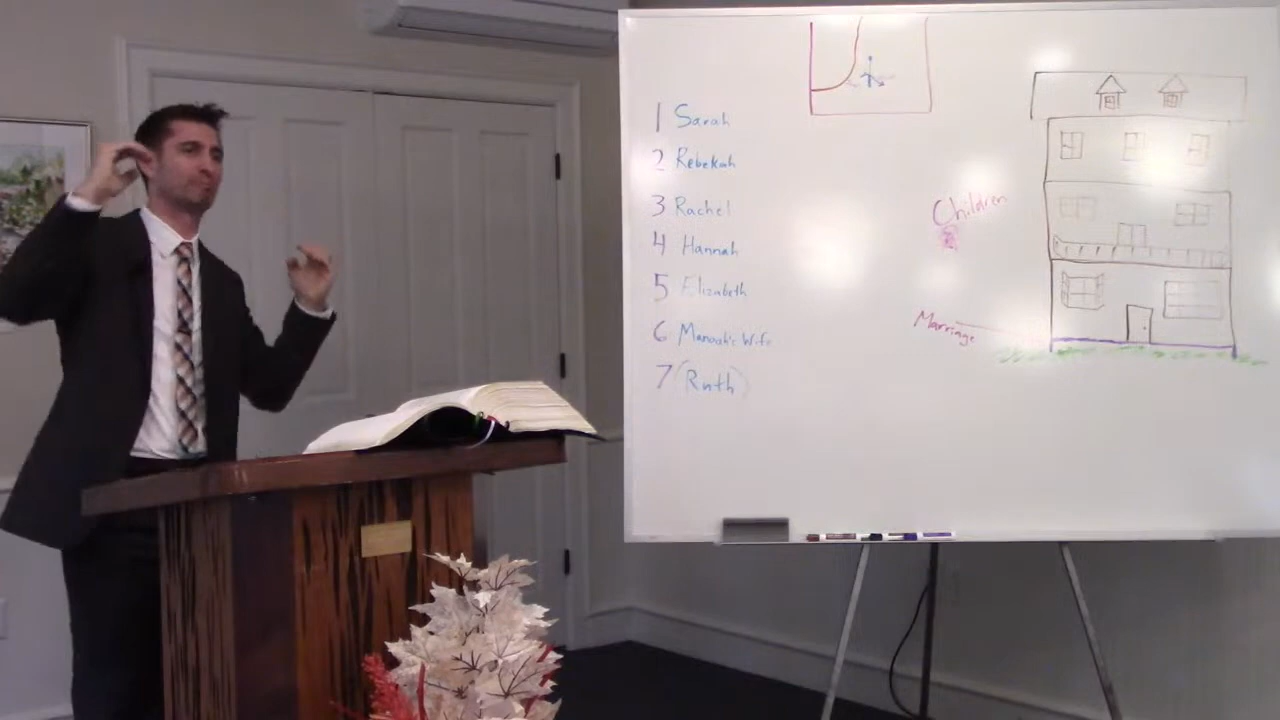 1 Sarah
2 Rebekah
3 Rachel
4 Hannah
5 Elizabeth
6 Manoah's Wife
7 (Ruth)
Children
Marriage